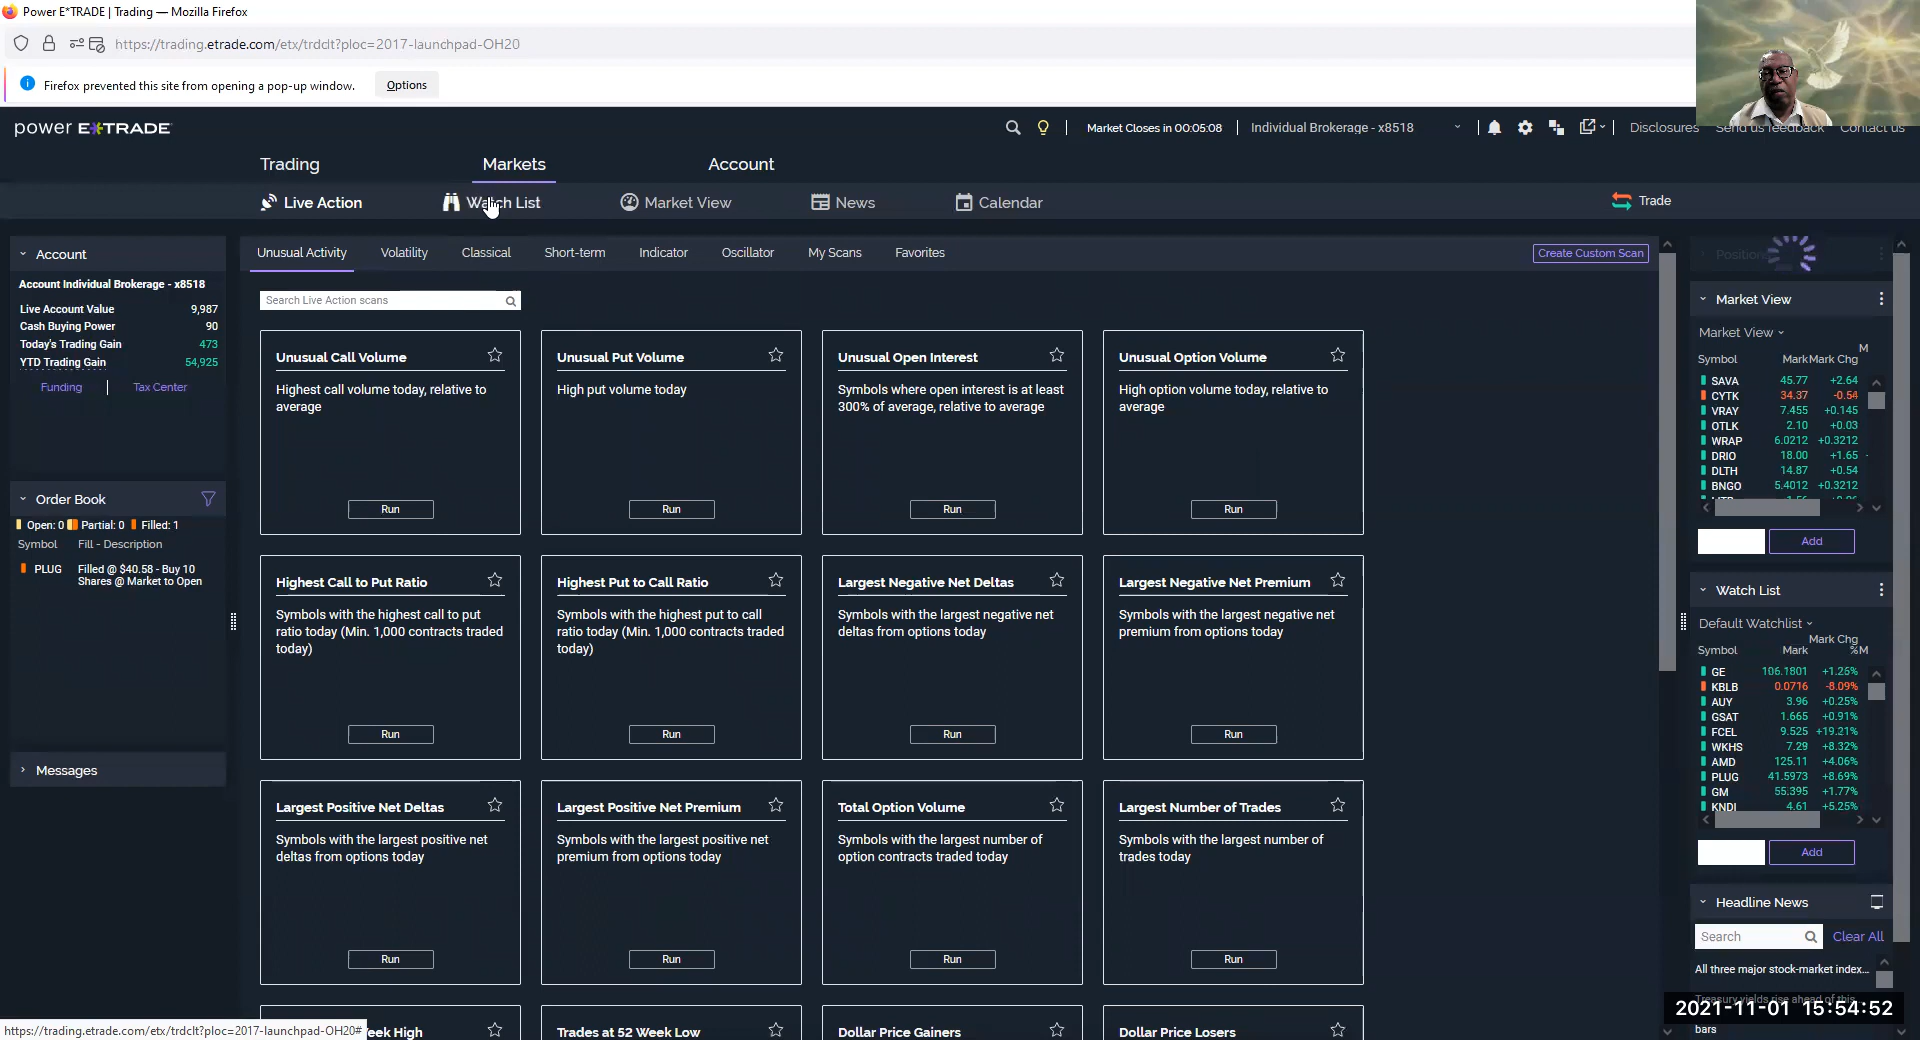 Power E*TRADE | Trading — Mozilla Firefox
https://trading.etrade.com/etx/trdclt?ploc=2017-launchpad-OH20
Firefox prevented this site from opening a pop-up window. Options
power E*TRADE
Market Closes in 00:05:08 Individual Brokerage - x8518 Disclosures Send us feedback Contact us
Trading Markets Account
Live Action Watch List Market View News Calendar Trade
Account
Account Individual Brokerage - x8518
Live Account Value 9,987
Cash Buying Power 90
Today's Trading Gain 473
YTD Trading Gain 54,925
Funding Tax Center
Order Book
Open: 0 Partial: 0 Filled: 1
Symbol Fill - Description
PLUG Filled @ $40.58 - Buy 10
Shares @ Market to Open
Messages
Unusual Activity Volatility Classical Short-term Indicator Oscillator My Scans Favorites Create Custom Scan
Search Live Action scans
Unusual Call Volume
Highest call volume today, relative to
average
Run
Unusual Put Volume
High put volume today
Run
Unusual Open Interest
Symbols where open interest is at least
300% of average, relative to average
Run
Unusual Option Volume
High option volume today, relative to
average
Run
Highest Call to Put Ratio
Symbols with the highest call to put
ratio today (Min. 1,000 contracts traded
today)
Run
Highest Put to Call Ratio
Symbols with the highest put to call
ratio today (Min. 1,000 contracts traded
today)
Run
Largest Negative Net Deltas
Symbols with the largest negative net
deltas from options today
Run
Largest Negative Net Premium
Symbols with the largest negative net
premium from options today
Run
Largest Positive Net Deltas
Symbols with the largest positive net
deltas from options today
Run
Largest Positive Net Premium
Symbols with the largest positive net
premium from options today
Run
Total Option Volume
Symbols with the largest number of
option contracts traded today
Run
Largest Number of Trades
Symbols with the largest number of
trades today
Run
eek High
Trades at 52 Week Low
Dollar Price Gainers
Dollar Price Losers
Position
Market View
Market View
M
Symbol Mark Mark Chg
SAVA 45.77 +2.64
CYTK 34.37 -0.54
VRAY 7.455 +0.145
OTLK 2.10 +0.03
WRAP 6.0212 +0.3212
DRIO 18.00 +1.65 -
DLTH 14.87 +0.54
BNGO 5.4012 +0.3212
Add
Watch List
Default Watchlist
Mark Chg
Symbol Mark %M
GE 106.1801 +1.26%
KBLB 0.0716 -8.09%
AUY 3.96 +0.25%
GSAT 1.665 +0.91%
FCEL 9.525 +19.21%
WKHS 7.29 +8.32%
AMD 125.11 +4.06%
PLUG 41.5973 +8.69%
GM 55.395 +1.77%
KNDI 4.61 +5.25%
Add
Headline News
Search Clear All
All three major stock-market index...
Treasury yields rise ahead of this
bars
2021-11-01 15:54:52
https://trading.etrade.com/etx/trdclt?ploc=2017-launchpad-OH20#